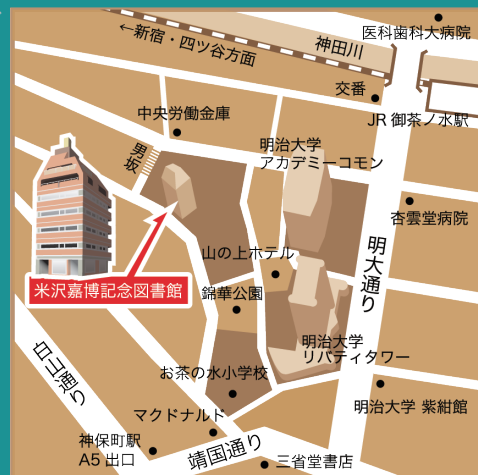 医科歯科大病院
←新宿・四ツ谷方面
神田川
交番
中央労働金庫
JR 御茶ノ水駅
男坂
明治大学
アカデミーコモン
杏雲堂病院
明大通り
山の上ホテル
米沢嘉博記念図書館
錦華公園
明治大学
リバティタワー
白山通り
お茶の水小学校
明治大学 紫紺館
マクドナルド
神保町駅
A5 出口
靖国通り
三省堂書店